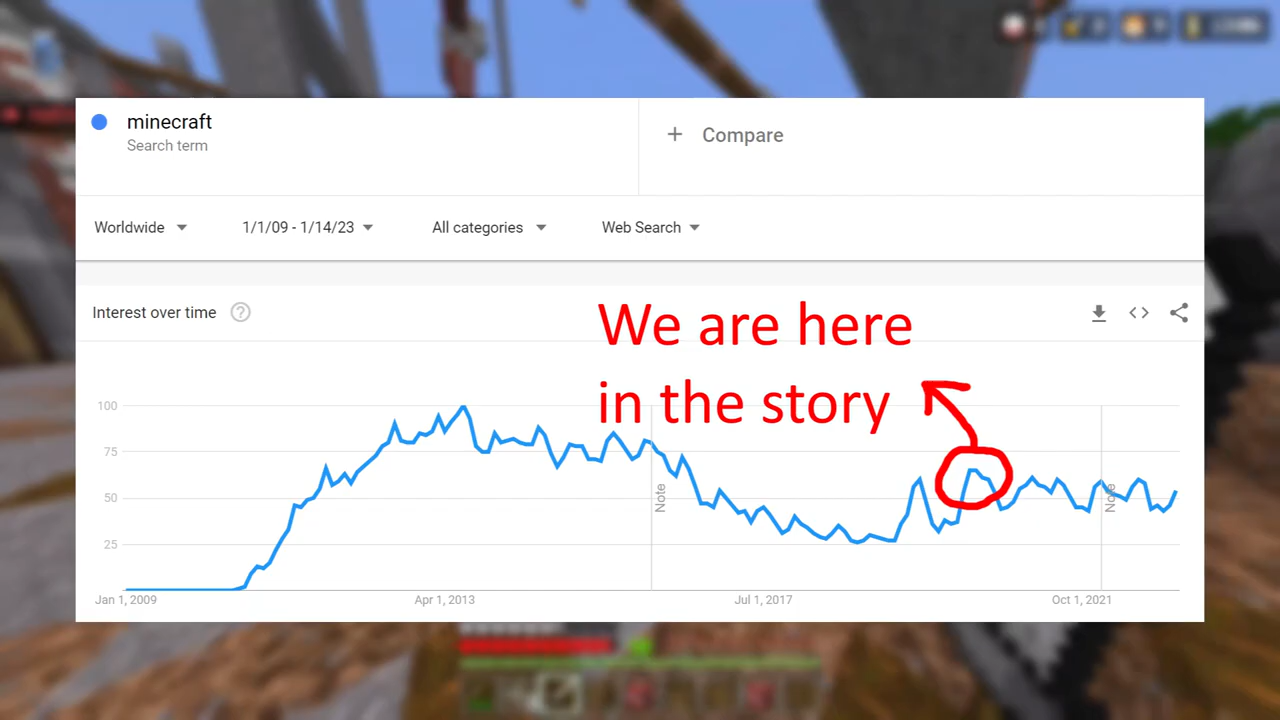 minecraft
Search term
+ Compare
Worldwide
1/1/09 - 1/14/23
All categories
Web Search
Interest over time
?
<>
We are here
in the story
100
75
50
25
Note
Note
Jan 1, 2009
Apr 1, 2013
Jul 1, 2017
Oct 1, 2021